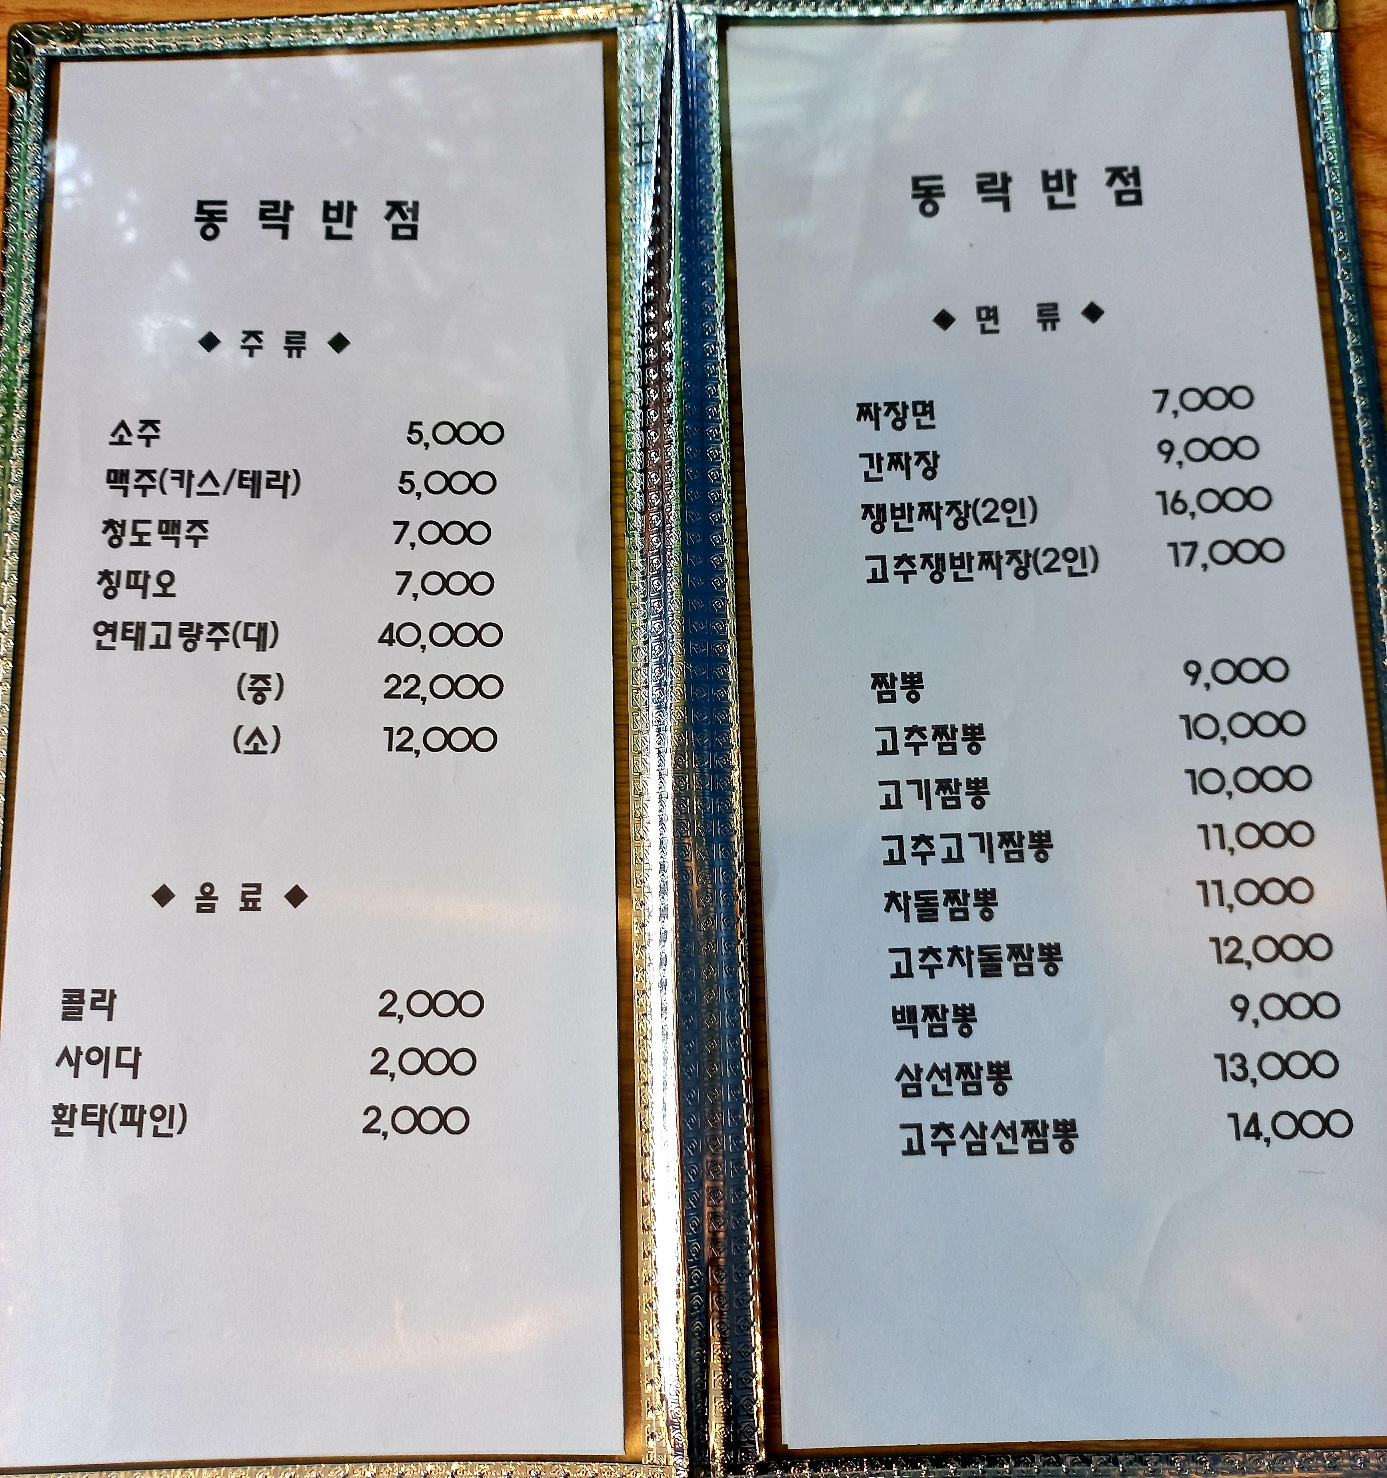 동락반점
◆ 주류 ◆
소주 5,000
맥주(카스/테라) 5,000
청도맥주 7,000
칭따오 7,000
연태고량주(대) 40,000
(중) 22,000
(소) 12,000
◆ 음료 ◆
콜라 2,000
사이다 2,000
환타(파인) 2,000
동락반점
◆ 면류 ◆
짜장면 7,000
간짜장 9,000
쟁반짜장(2인) 16,000
고추쟁반짜장(2인) 17,000
짬뽕 9,000
고추짬뽕 10,000
고기짬뽕 10,000
고추고기짬뽕 11,000
차돌짬뽕 11,000
고추차돌짬뽕 12,000
백짬뽕 9,000
삼선짬뽕 13,000
고추삼선짬뽕 14,000